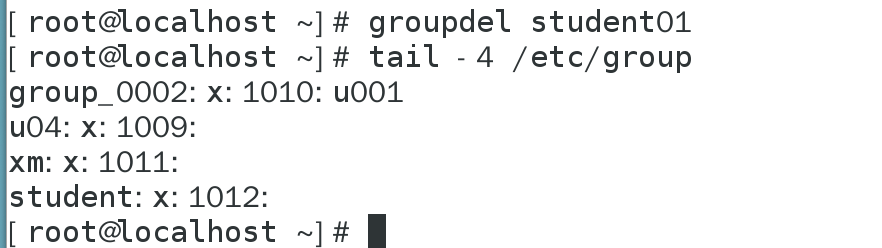 [ root@localhost ~]# groupdel student01
[ root@localhost ~]# tail -4 /etc/group
group_0002: x: 1010: u001
u04: x: 1009:
xm: x: 1011:
student: x: 1012:
[ root@localhost ~]#